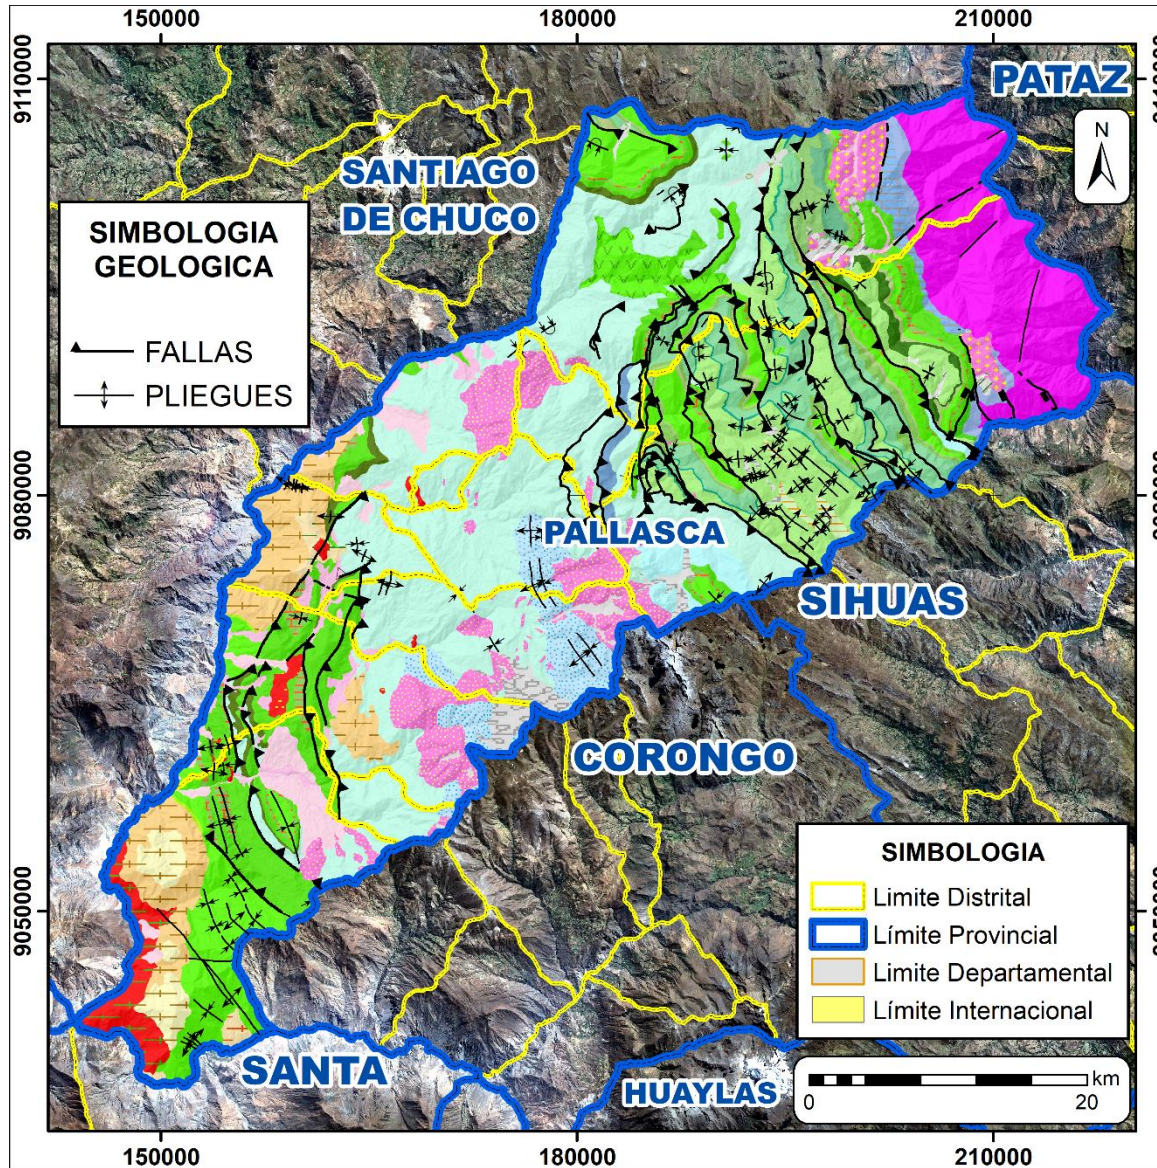 150000
180000
210000
9110000
PATAZ
N
SANTIAGO
DE CHUCO
SIMBOLOGIA
GEOLOGICA
FALLAS
PLIEGUES
9080000
PALLASCA
SIHUAS
CORONGO
SIMBOLOGIA
Limite Distrital
Límite Provincial
Limite Departamental
Límite Internacional
9050000
SANTA
HUAYLAS
km
0
20
150000
180000
210000